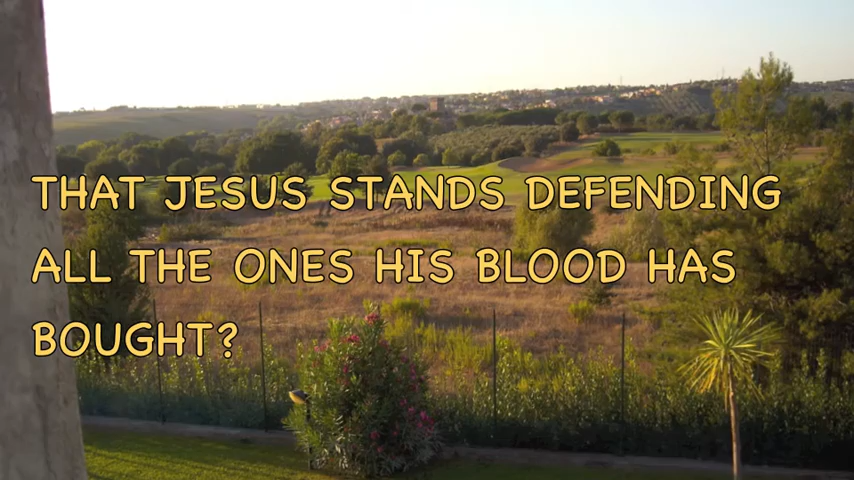 THAT JESUS STANDS DEFENDING
ALL THE ONES HIS BLOOD HAS
BOUGHT?